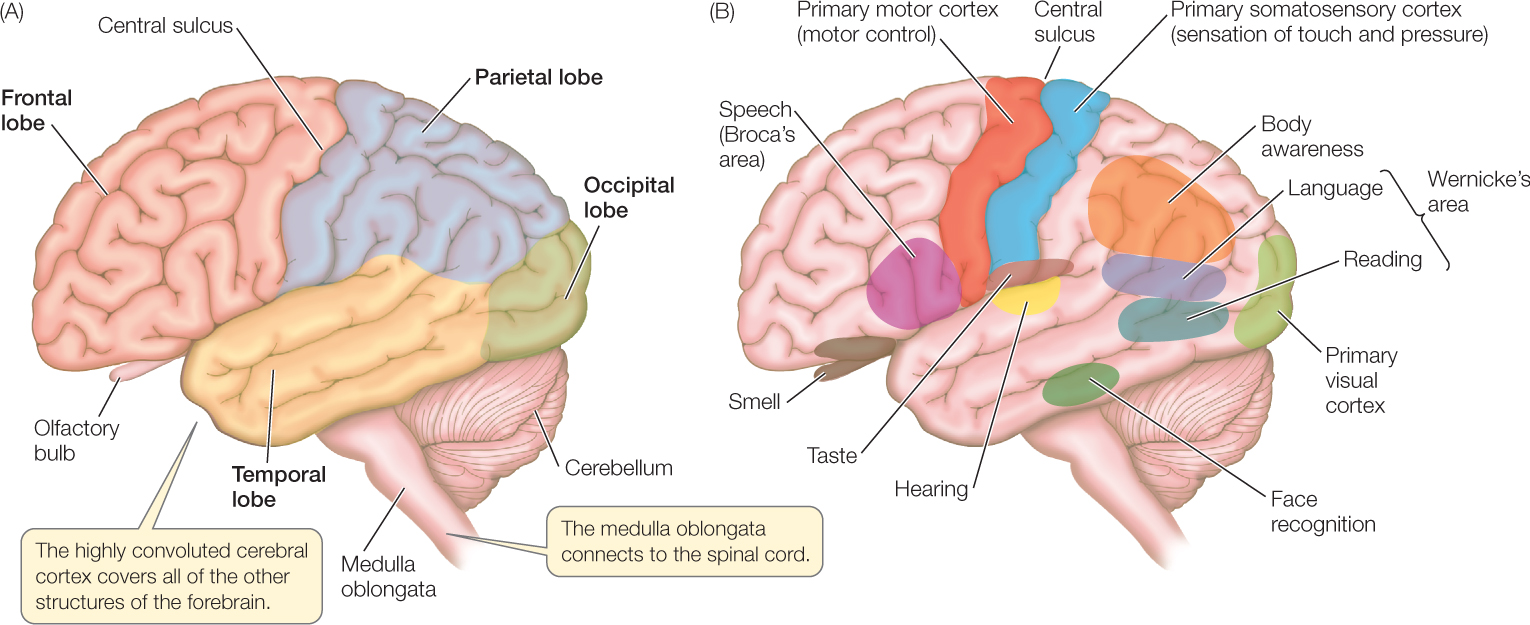 (A)
Central sulcus
Parietal lobe
Frontal
lobe
Occipital
lobe
Olfactory
bulb
Temporal
lobe
Cerebellum
The highly convoluted cerebral
cortex covers all of the other
structures of the forebrain.
Medulla
oblongata
The medulla oblongata
connects to the spinal cord.
(B)
Primary motor cortex
(motor control)
Central
sulcus
Primary somatosensory cortex
(sensation of touch and pressure)
Speech
(Broca's
area)
Body
awareness
Language
Wernicke's
area
Reading
Primary
visual
cortex
Smell
Taste
Hearing
Face
recognition